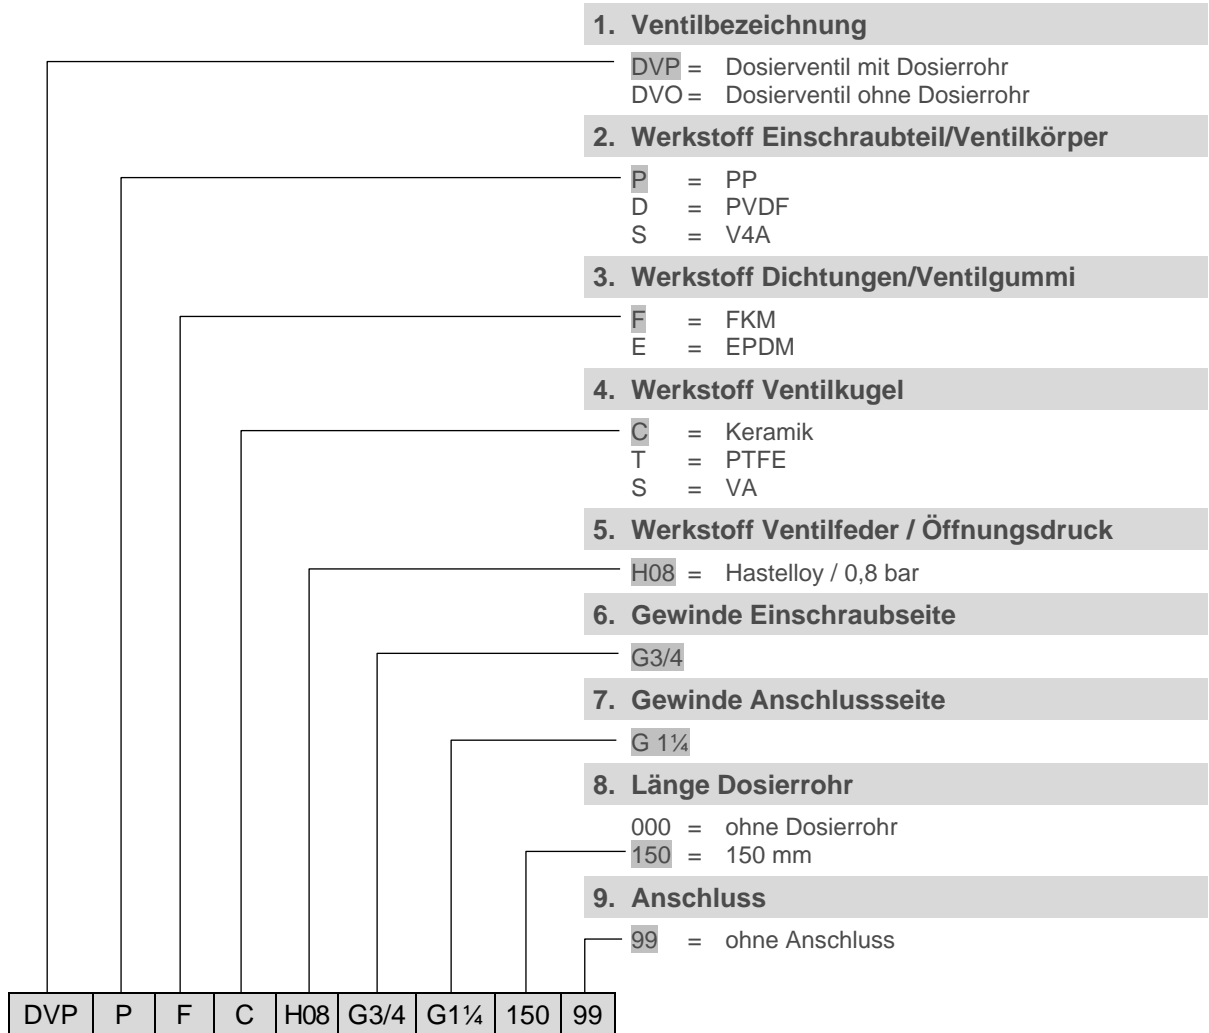 1. Ventilbezeichnung
DVP = Dosierventil mit Dosierrohr
DVO = Dosierventil ohne Dosierrohr
2. Werkstoff Einschraubteil/Ventilkörper
P = PP
D = PVDF
S = V4A
3. Werkstoff Dichtungen/Ventilgummi
F = FKM
E = EPDM
4. Werkstoff Ventilkugel
C = Keramik
T = PTFE
S = VA
5. Werkstoff Ventilfeder / Öffnungsdruck
H08 = Hastelloy / 0,8 bar
6. Gewinde Einschraubseite
G3/4
7. Gewinde Anschlussseite
G 1¼
8. Länge Dosierrohr
000 = ohne Dosierrohr
150 = 150 mm
9. Anschluss
99 = ohne Anschluss
DVP P F C H08 G3/4 G1¼ 150 99